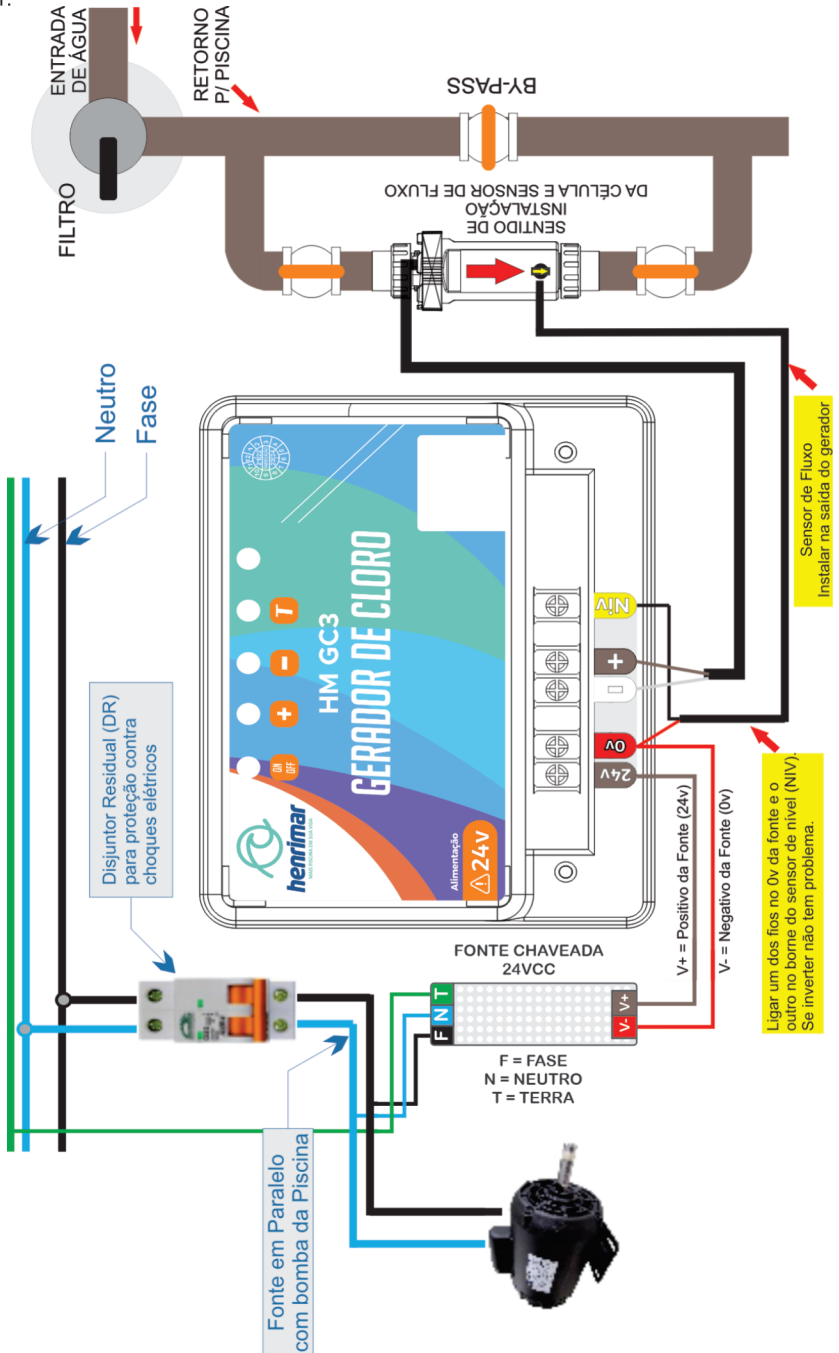 ENTRADA
DE ÁGUA
RETORNO
P/ PISCINA
FILTRO
BY-PASS
SENTIDO DE
INSTALAÇÃO
DA CÉLULA E SENSOR DE FLUXO
Neutro
Fase
Disjuntor Residual (DR)
para proteção contra
choques elétricos
HM GC3
GERADOR DE CLORO
ON
OFF
+
-
T
henrimar
Alimentação
24v
24v
0v
-
+
Niv
Sensor de Fluxo
Instalar na saída do gerador
FONTE CHAVEADA
24VCC
F N T
V- V+
F = FASE
N = NEUTRO
T = TERRA
V+ = Positivo da Fonte (24v)
V- = Negativo da Fonte (0v)
Ligar um dos fios no 0v da fonte e o
outro no borne do sensor de nível (NIV).
Se inverter não tem problema.
Fonte em Paralelo
com bomba da Piscina